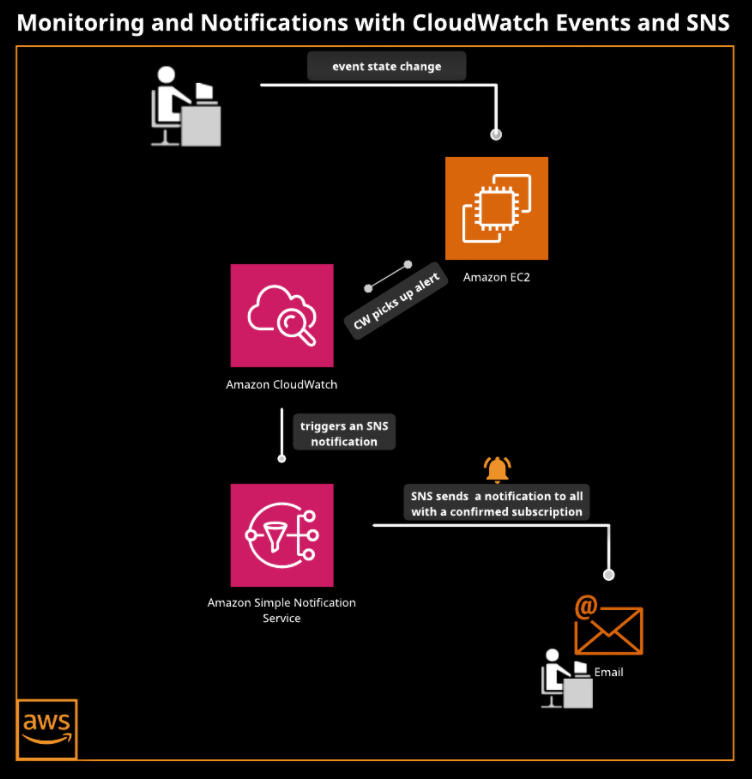 Monitoring and Notifications with CloudWatch Events and SNS
event state change
Amazon EC2
CW picks up alert
Amazon CloudWatch
triggers an SNS
notification
SNS sends  a notification to all
with a confirmed subscription
Amazon Simple Notification
Service
@
Email
aws